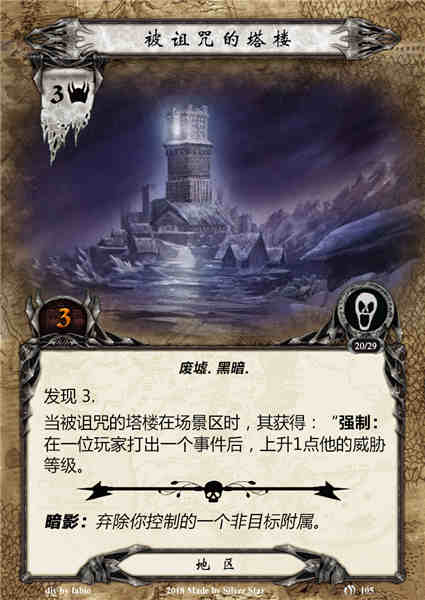 被诅咒的塔楼
3
3
20/29
废墟. 黑暗.
发现 3.
当被诅咒的塔楼在场景区时，其获得：“强制：
在一位玩家打出一个事件后，上升1点他的威胁
等级。
暗影：弃除你控制的一个非目标附属。
地区
diy by fabio
2018 Made by Silver Star
105